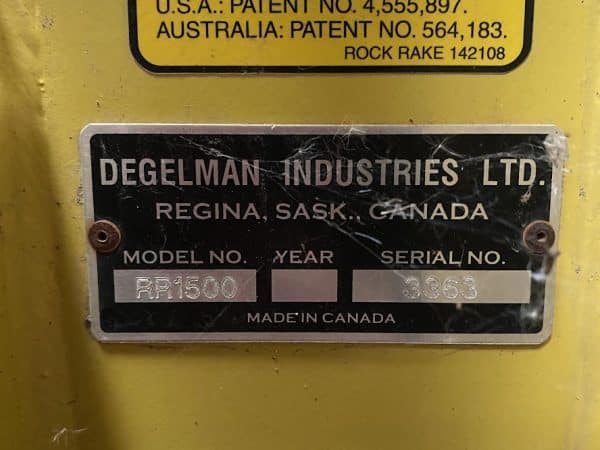 U.S.A.: PATENT NO. 4,555,897.
AUSTRALIA: PATENT NO. 564,183.
ROCK RAKE 142108
DEGELMAN INDUSTRIES LTD.
REGINA, SASK., CANADA
MODEL NO. YEAR SERIAL NO.
RR1500 3363
MADE IN CANADA